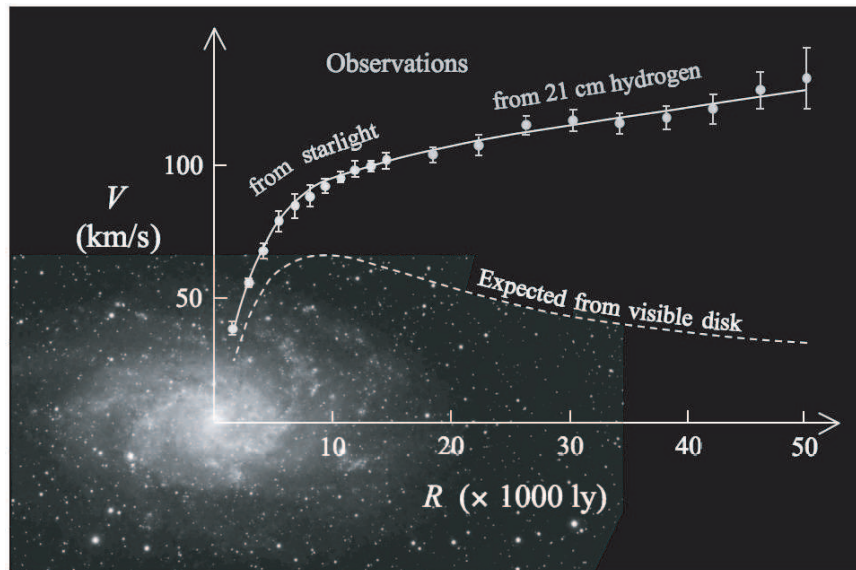 Observations
from 21 cm hydrogen
from starlight
100
V
(km/s)
50
Expected from visible disk
10
20
30
40
50
R (× 1000 ly)